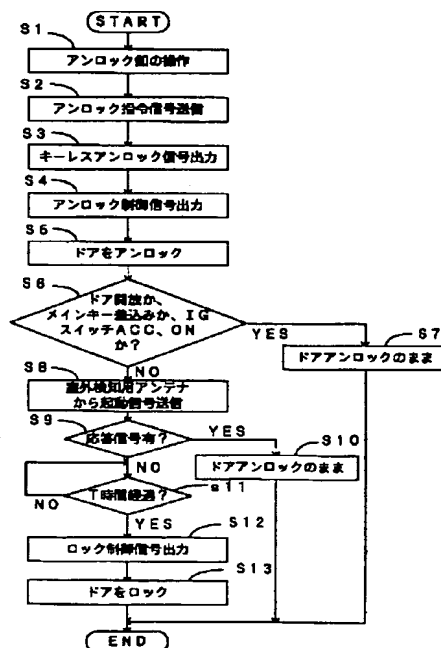 START
S1
アンロック釦の操作
S2
アンロック指令信号送信
S3
キーレスアンロック信号出力
S4
アンロック制御信号出力
S5
ドアをアンロック
S6
ドア開放か、
メインキー差込みか、IG
スイッチACC、ON
か?
YES
S7
ドアアンロックのまま
NO
S8
室外検知用アンテナ
から起動信号送信
S9
応答信号有?
YES
S10
ドアアンロックのまま
NO
T時間経過?
s11
NO
YES
S12
ロック制御信号出力
S13
ドアをロック
END